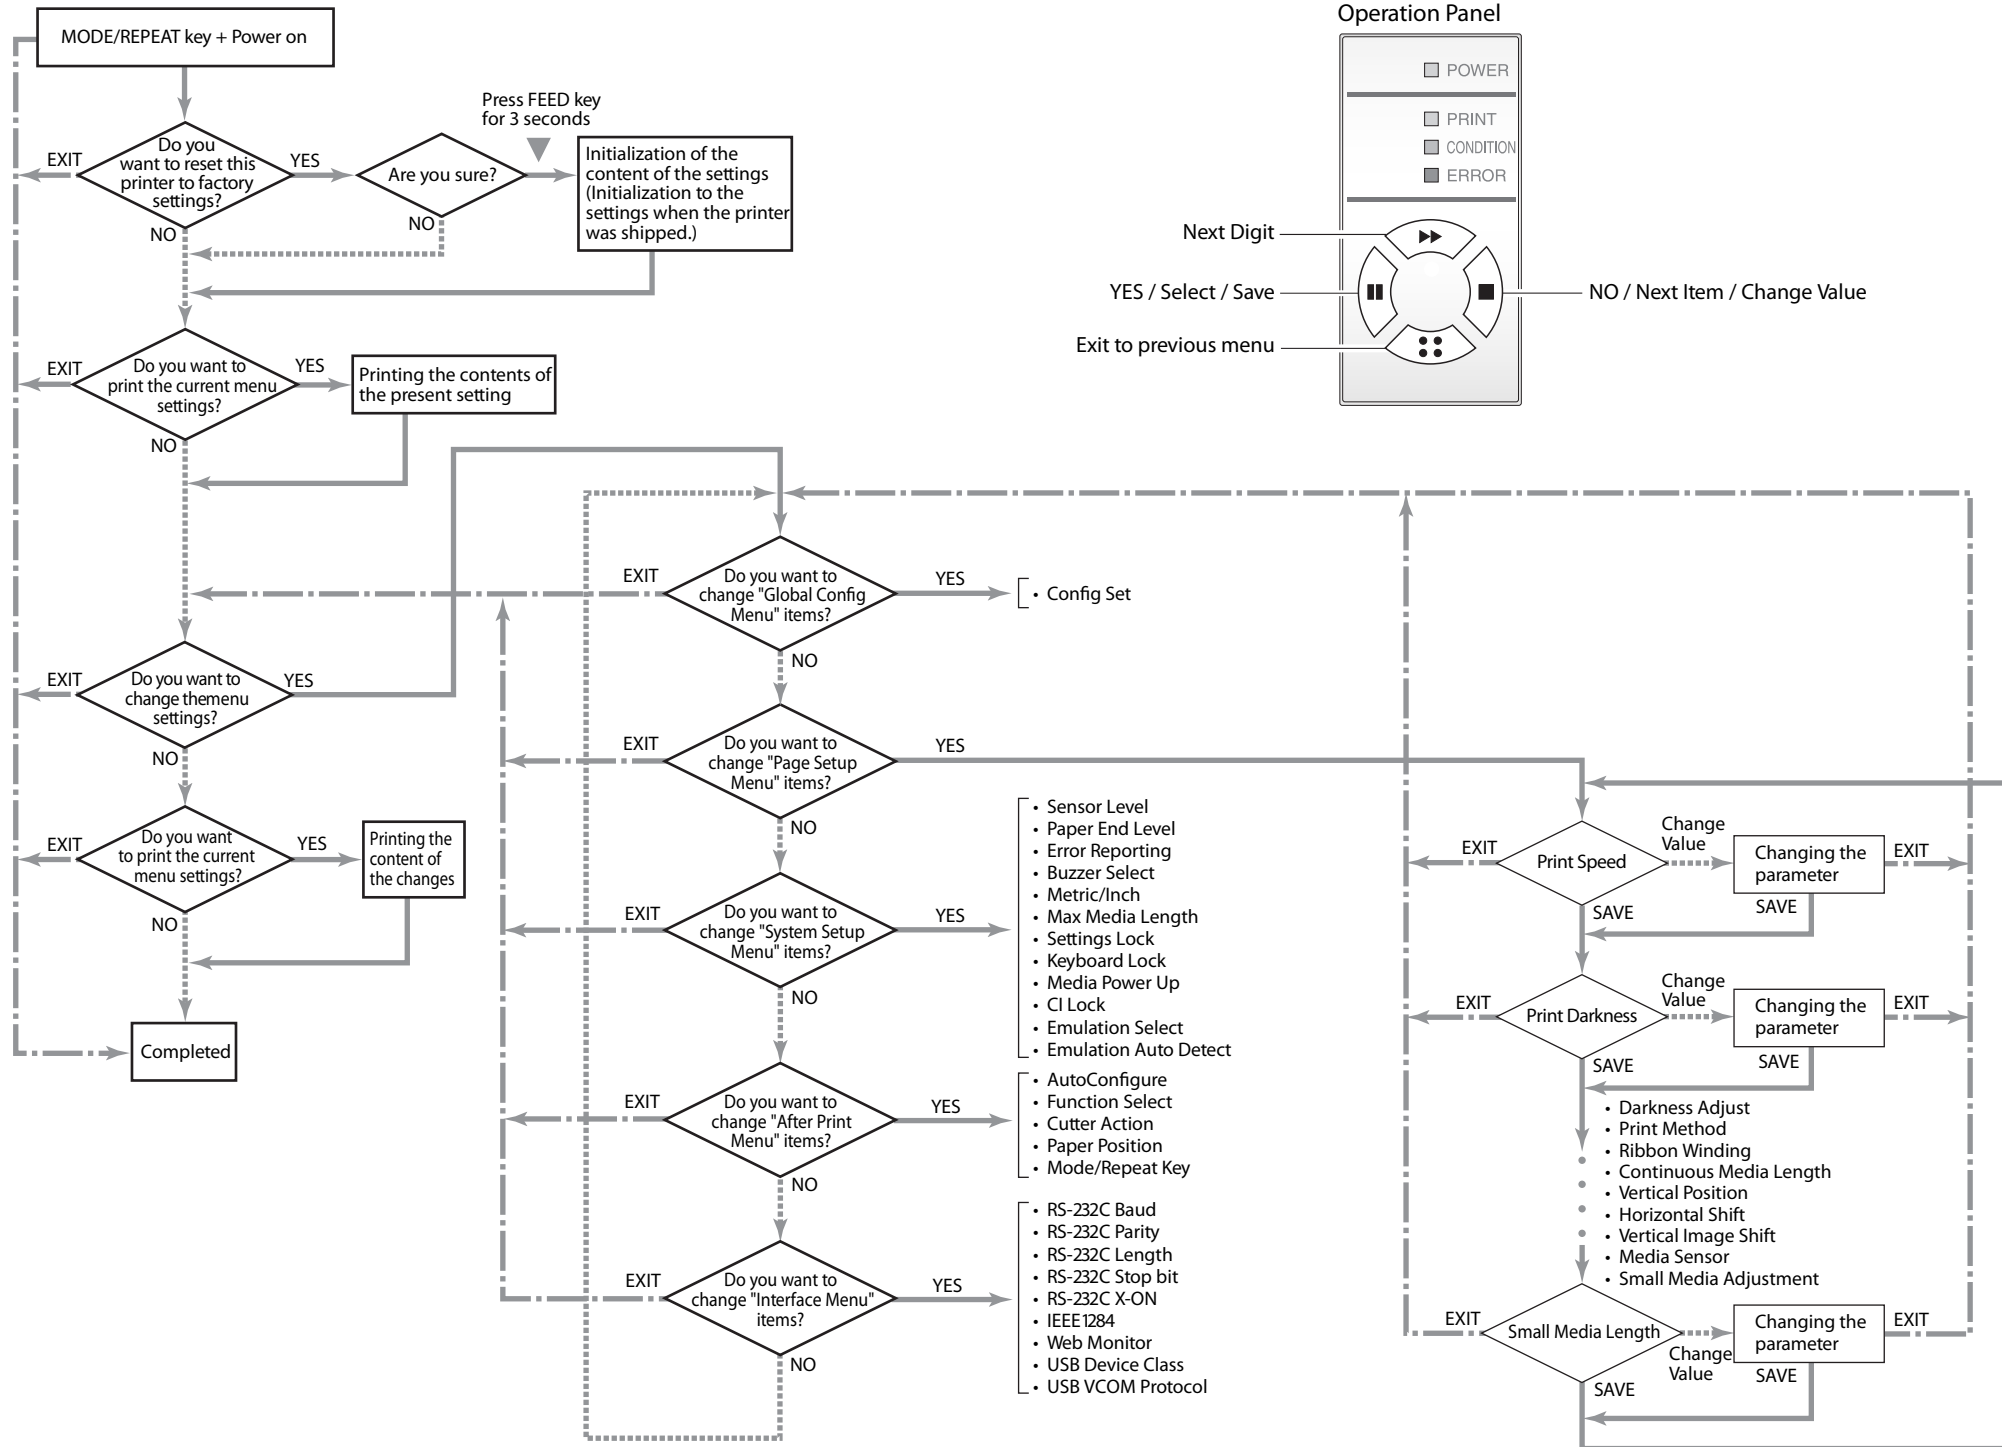 Operation Panel
POWER
PRINT
CONDITION
ERROR
Next Digit
YES / Select / Save
NO / Next Item / Change Value
Exit to previous menu
MODE/REPEAT key + Power on
Do you
want to reset this
printer to factory
settings?
EXIT
YES
NO
Are you sure?
NO
Press FEED key
for 3 seconds
Initialization of the
content of the settings
(Initialization to the
settings when the printer
was shipped.)
Do you want to
print the current menu
settings?
EXIT
YES
NO
Printing the contents of
the present setting
Do you want to
change themenu
settings?
EXIT
YES
NO
Do you want
to print the current
menu settings?
EXIT
YES
NO
Printing the
content of
the changes
Completed
Do you want to
change "Global Config
Menu" items?
EXIT
YES
NO
• Config Set
Do you want to
change "Page Setup
Menu" items?
EXIT
YES
NO
Do you want to
change "System Setup
Menu" items?
EXIT
YES
NO
• Sensor Level
• Paper End Level
• Error Reporting
• Buzzer Select
• Metric/Inch
• Max Media Length
• Settings Lock
• Keyboard Lock
• Media Power Up
• CI Lock
• Emulation Select
• Emulation Auto Detect
Do you want to
change "After Print
Menu" items?
EXIT
YES
NO
• AutoConfigure
• Function Select
• Cutter Action
• Paper Position
• Mode/Repeat Key
Do you want to
change "Interface Menu"
items?
EXIT
YES
NO
• RS-232C Baud
• RS-232C Parity
• RS-232C Length
• RS-232C Stop bit
• RS-232C X-ON
• IEEE1284
• Web Monitor
• USB Device Class
• USB VCOM Protocol
Print Speed
EXIT
Change
Value
Changing the
parameter
EXIT
SAVE
SAVE
Print Darkness
EXIT
Change
Value
Changing the
parameter
EXIT
SAVE
SAVE
• Darkness Adjust
• Print Method
• Ribbon Winding
• Continuous Media Length
• Vertical Position
• Horizontal Shift
• Vertical Image Shift
• Media Sensor
• Small Media Adjustment
Small Media Length
EXIT
Change
Value
Changing the
parameter
EXIT
SAVE
SAVE